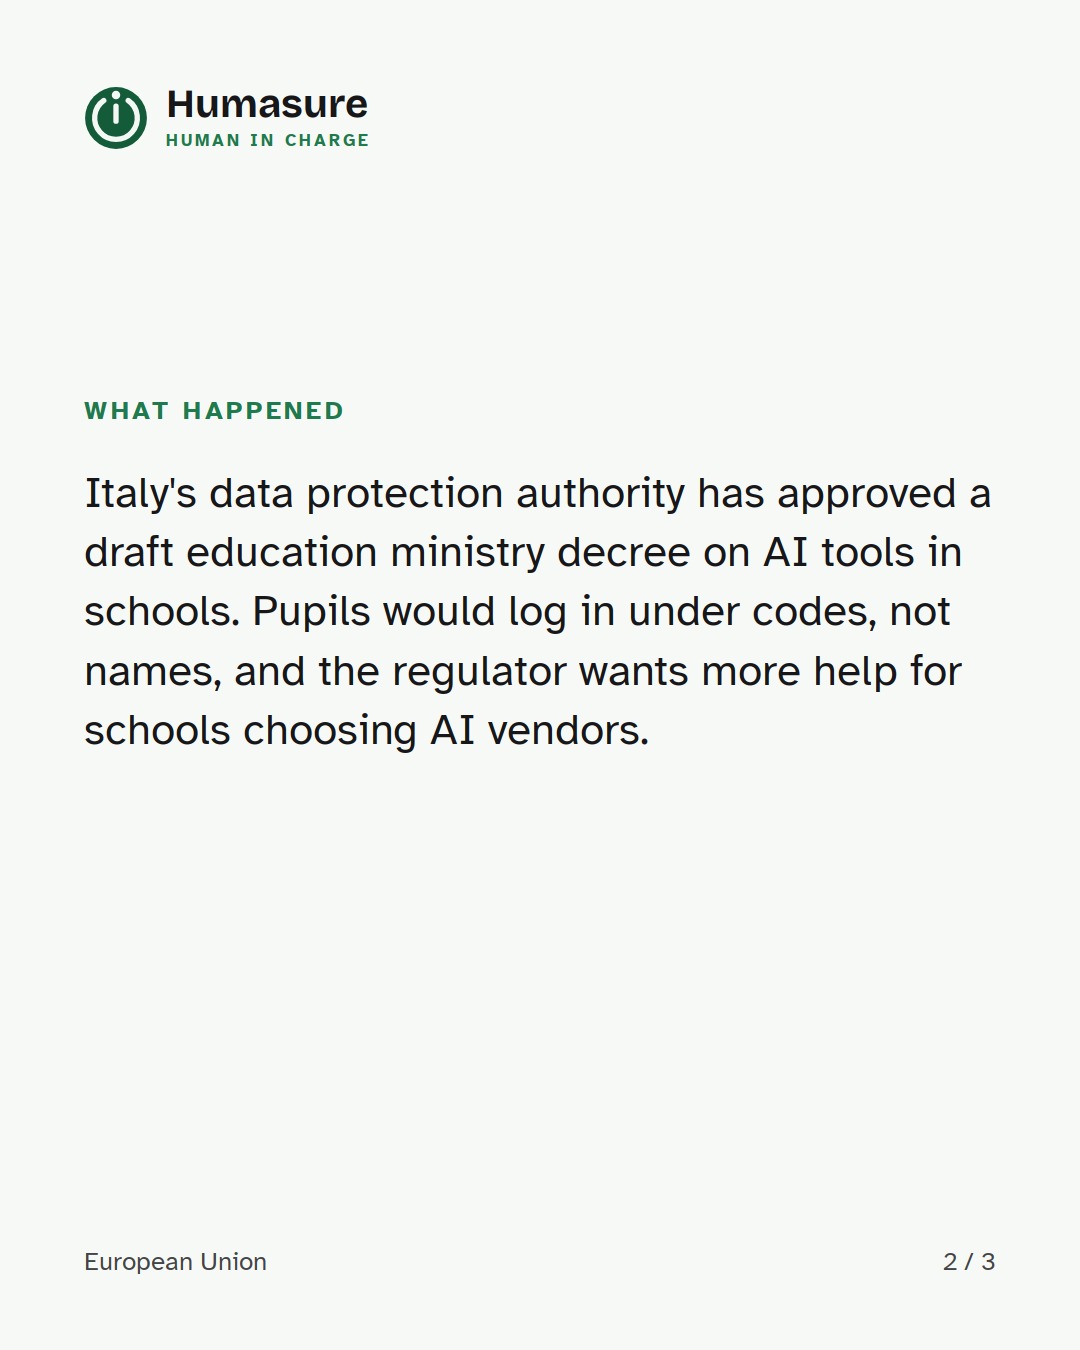 Humasure
HUMAN IN CHARGE
WHAT HAPPENED
Italy's data protection authority has approved a
draft education ministry decree on AI tools in
schools. Pupils would log in under codes, not
names, and the regulator wants more help for
schools choosing AI vendors.
European Union
2 / 3